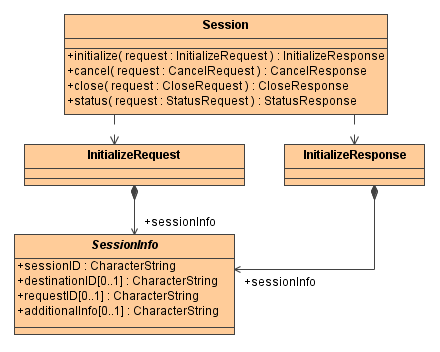 Session
+initialize( request : InitializeRequest ) : InitializeResponse
+cancel( request : CancelRequest ) : CancelResponse
+close( request : CloseRequest ) : CloseResponse
+status( request : StatusRequest ) : StatusResponse
InitializeRequest
InitializeResponse
+sessionInfo
SessionInfo
+sessionID : CharacterString
+destinationID[0..1] : CharacterString
+requestID[0..1] : CharacterString
+additionalInfo[0..1] : CharacterString
+sessionInfo